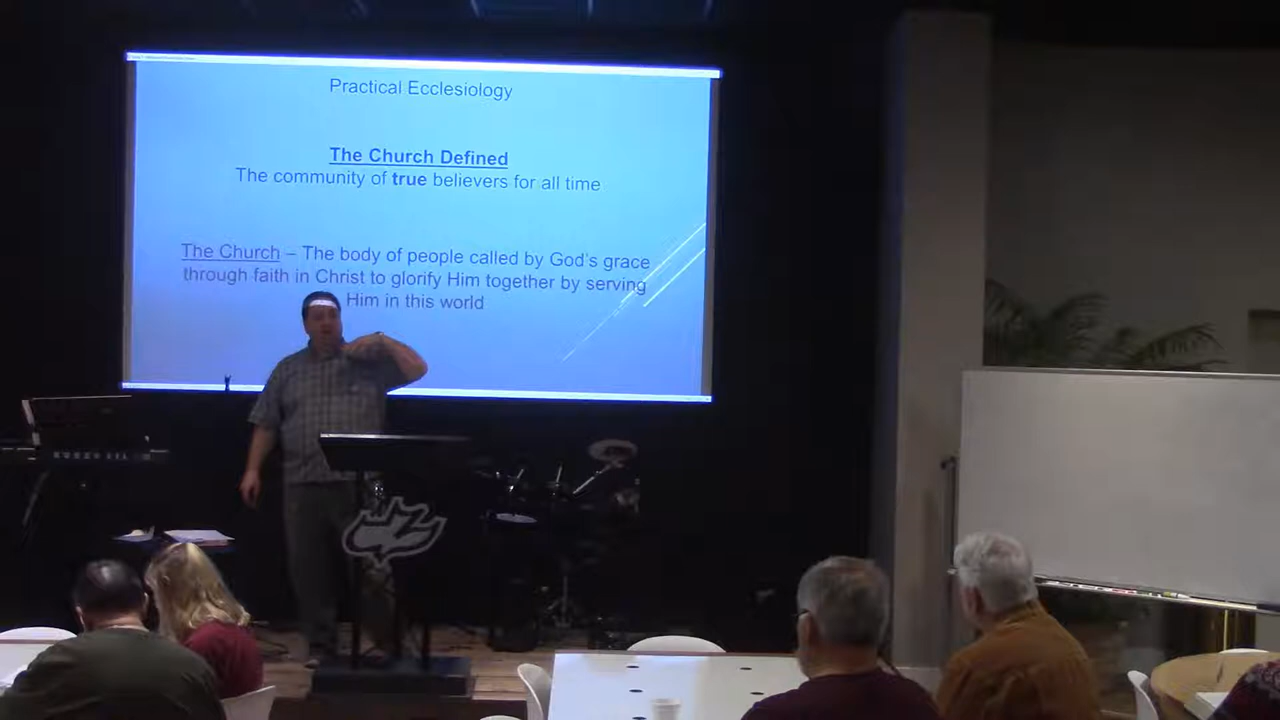 Practical Ecclesiology
The Church Defined
The community of true believers for all time
The Church – The body of people called by God's grace
through faith in Christ to glorify Him together by serving
Him in this world